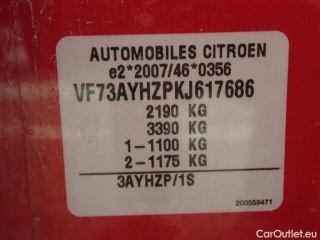 AUTOMOBILES CITROEN
e2*2007/46*0356
VF73AYHZPKJ617686
2190 KG
3390 KG
1-1100 KG
2-1175 KG
3AYHZP/1S
200559471
CarOutlet.eu